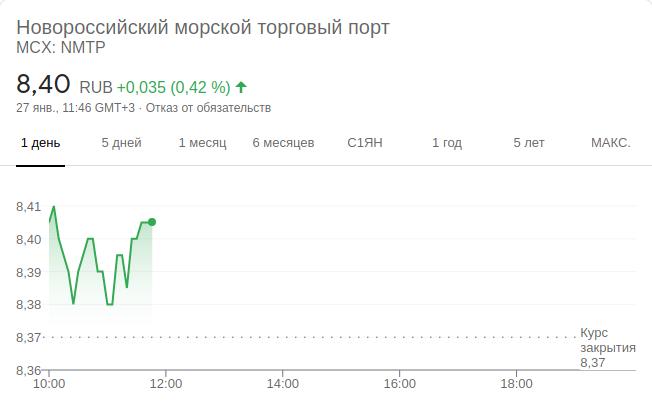 Новороссийский морской торговый порт
MCX: NMTP
8,40 RUB +0,035 (0,42 %)
27 янв., 11:46 GMT+3 · Отказ от обязательств
1 день 5 дней 1 месяц 6 месяцев С1ЯН 1 год 5 лет МАКС.
8,41
8,40
8,39
8,38
8,37
Курс
закрытия
8,37
8,36
10:00 12:00 14:00 16:00 18:00